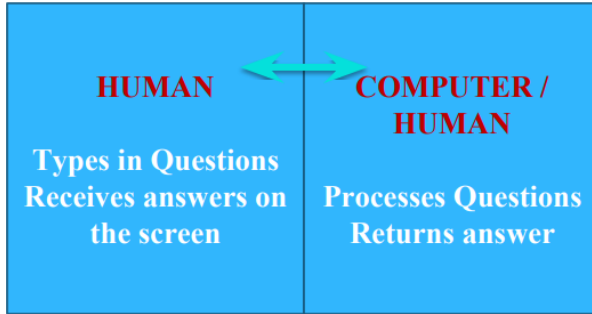 HUMAN
Types in Questions
Receives answers on
the screen
COMPUTER /
HUMAN
Processes Questions
Returns answer